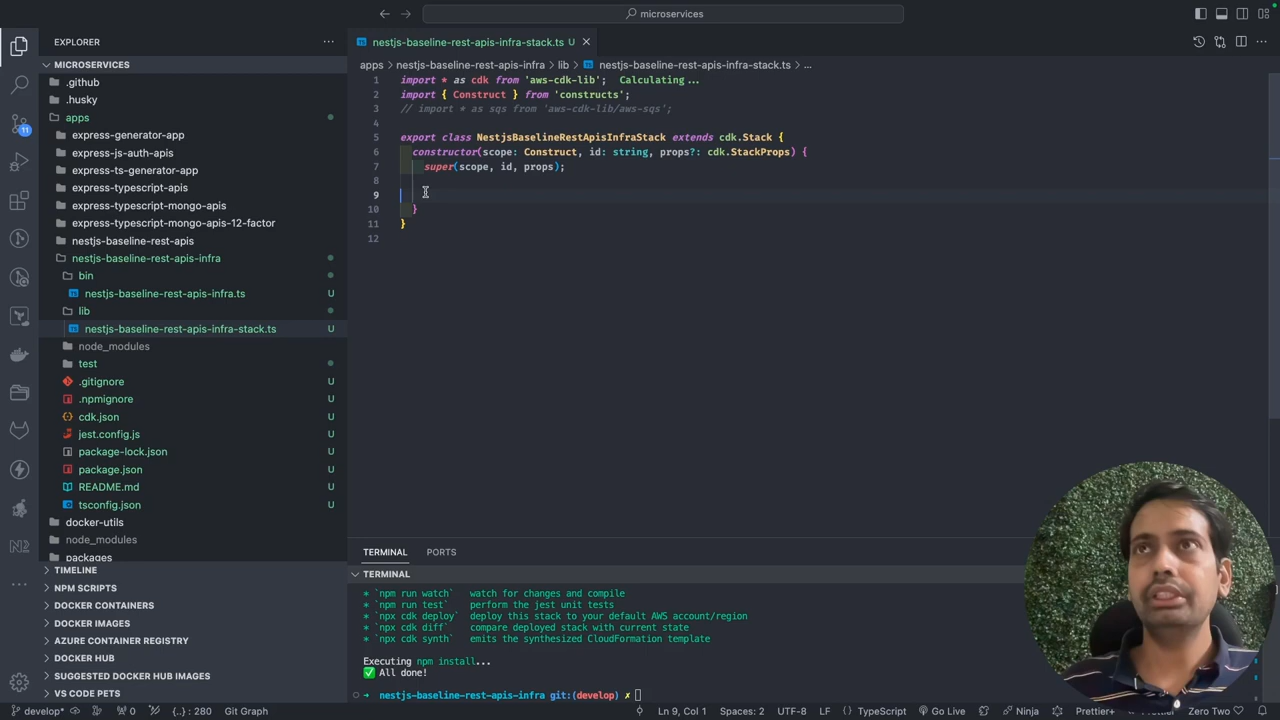 microservices
EXPLORER
MICROSERVICES
.github
.husky
apps
express-generator-app
express-js-auth-apis
express-ts-generator-app
express-typescript-apis
express-typescript-mongo-apis
express-typescript-mongo-apis-12-factor
nestjs-baseline-rest-apis
nestjs-baseline-rest-apis-infra
bin
TS nestjs-baseline-rest-apis-infra.ts U
lib
TS nestjs-baseline-rest-apis-infra-stack.ts U
node_modules
test
.gitignore U
.npmignore U
cdk.json U
jest.config.js U
package-lock.json U
package.json U
README.md U
tsconfig.json U
docker-utils
node_modules
packages
TIMELINE
NPM SCRIPTS
DOCKER CONTAINERS
DOCKER IMAGES
AZURE CONTAINER REGISTRY
DOCKER HUB
SUGGESTED DOCKER HUB IMAGES
VS CODE PETS
11
TS nestjs-baseline-rest-apis-infra-stack.ts U
apps > nestjs-baseline-rest-apis-infra > lib > TS nestjs-baseline-rest-apis-infra-stack.ts > ...
1 import * as cdk from 'aws-cdk-lib'; Calculating...
2 import { Construct } from 'constructs';
3 // import * as sqs from 'aws-cdk-lib/aws-sqs';
4
5 export class NestjsBaselineRestApisInfraStack extends cdk.Stack {
6 constructor(scope: Construct, id: string, props?: cdk.StackProps) {
7 super(scope, id, props);
8
9
10 }
11 }
12
TERMINAL PORTS
TERMINAL
* `npm run watch` watch for changes and compile
* `npm run test` perform the jest unit tests
* `npx cdk deploy` deploy this stack to your default AWS account/region
* `npx cdk diff` compare deployed stack with current state
* `npx cdk synth` emits the synthesized CloudFormation template
Executing npm install...
✅ All done!
➜ nestjs-baseline-rest-apis-infra git:(develop) ✗
develop* 0 {..} : 280 Git Graph Ln 9, Col 1 Spaces: 2 UTF-8 LF {} TypeScript Go Live Ninja Prettier+ Zero Two